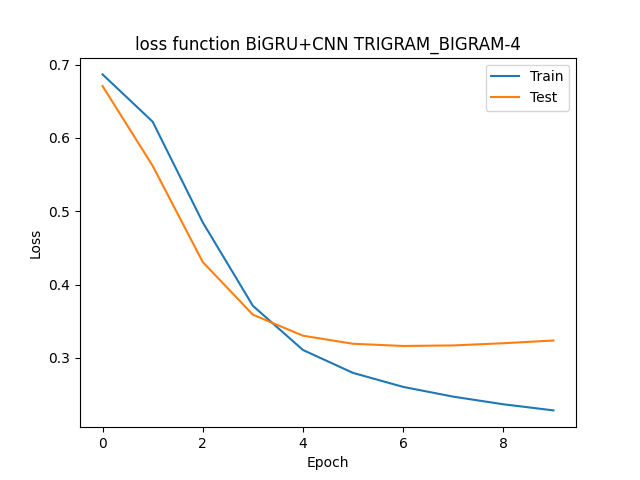 loss function BiGRU+CNN TRIGRAM_BIGRAM-4
Train
Test
0.7
0.6
0.5
0.4
0.3
Loss
0 2 4 6 8
Epoch